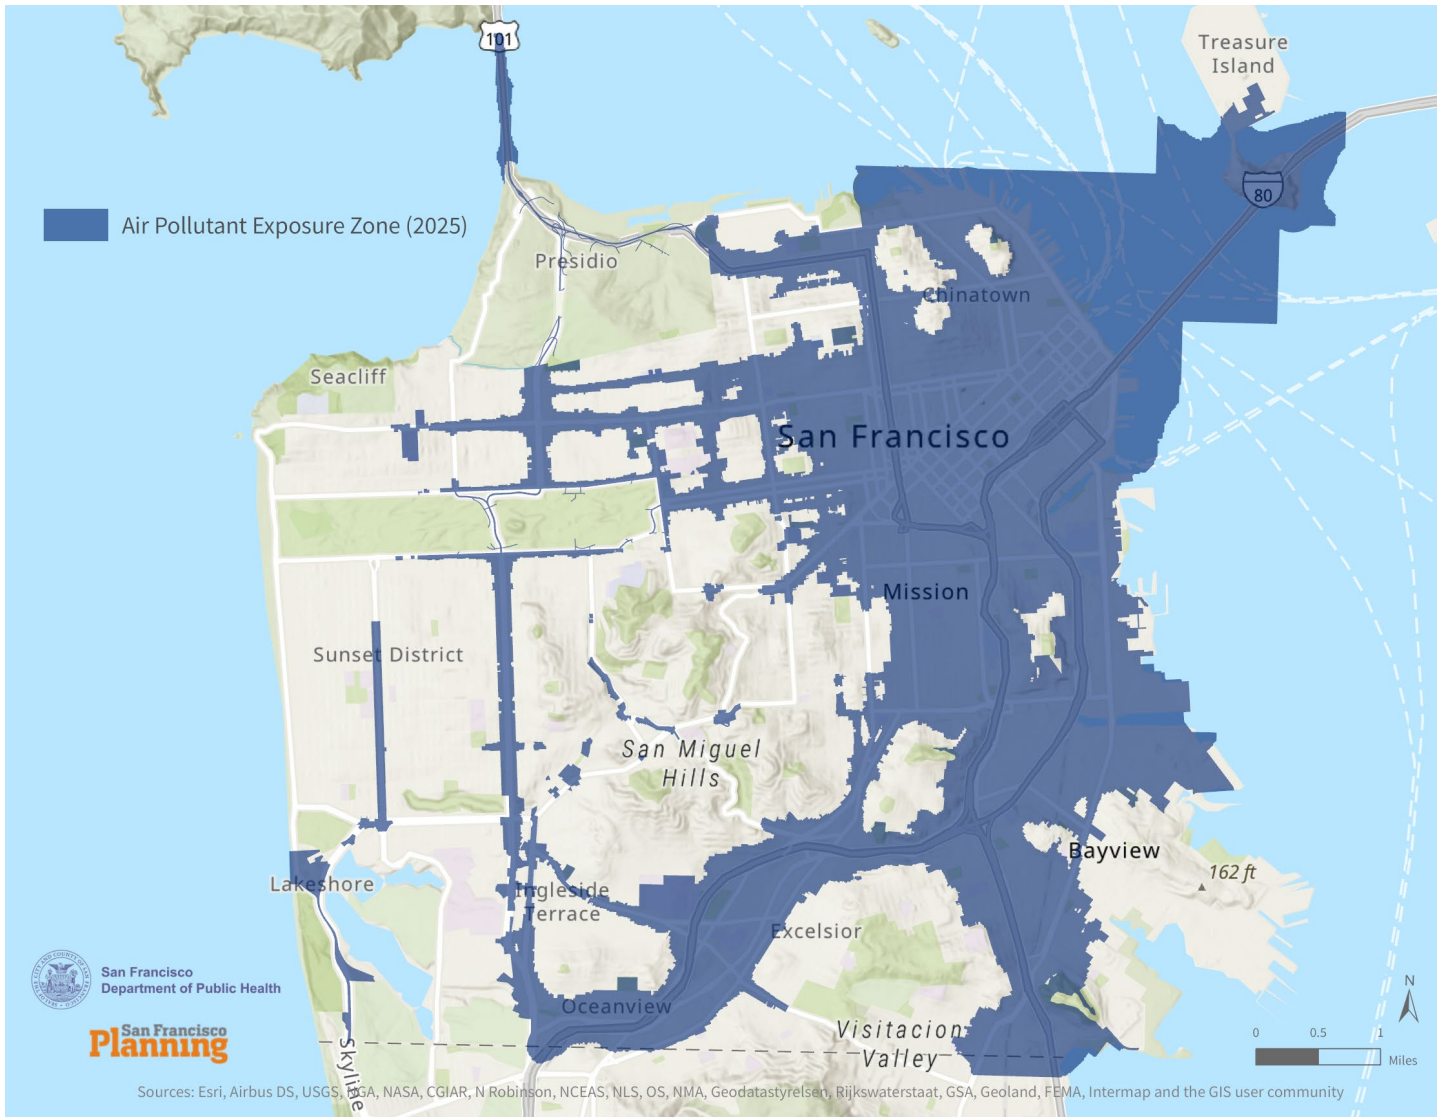 101
Treasure
Island
80
Air Pollutant Exposure Zone (2025)
Presidio
Chinatown
Seacliff
San Francisco
Mission
Sunset District
San Miguel
Hills
Bayview
162 ft
Lakeshore
Ingleside
Terrace
Excelsior
San Francisco
Department of Public Health
Oceanview
San Francisco
Planning
Visitacion
Valley
Skyline
N
0 0.5 1
Miles
Sources: Esri, Airbus DS, USGS, NGA, NASA, CGIAR, N Robinson, NCEAS, NLS, OS, NMA, Geodatastyrelsen, Rijkswaterstaat, GSA, Geoland, FEMA, Intermap and the GIS user community